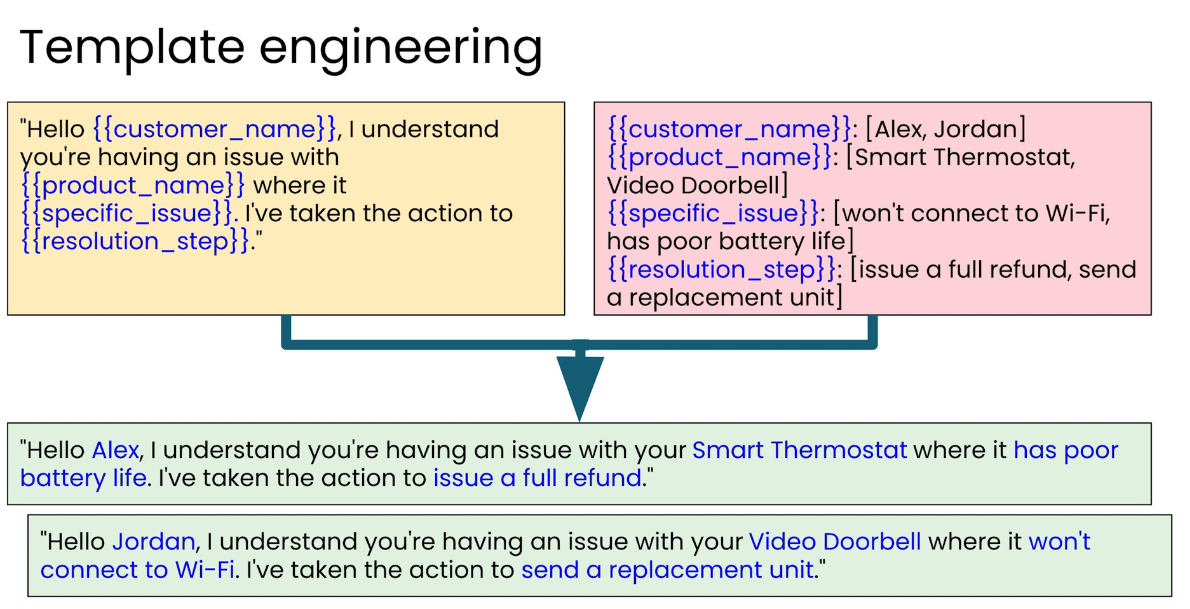 Template engineering
"Hello {{customer_name}}, I understand
you're having an issue with
{{product_name}} where it
{{specific_issue}}. I've taken the action to
{{resolution_step}}."
{{customer_name}}: [Alex, Jordan]
{{product_name}}: [Smart Thermostat,
Video Doorbell]
{{specific_issue}}: [won't connect to Wi-Fi,
has poor battery life]
{{resolution_step}}: [issue a full refund, send
a replacement unit]
"Hello Alex, I understand you're having an issue with your Smart Thermostat where it has poor
battery life. I've taken the action to issue a full refund."
"Hello Jordan, I understand you're having an issue with your Video Doorbell where it won't
connect to Wi-Fi. I've taken the action to send a replacement unit."